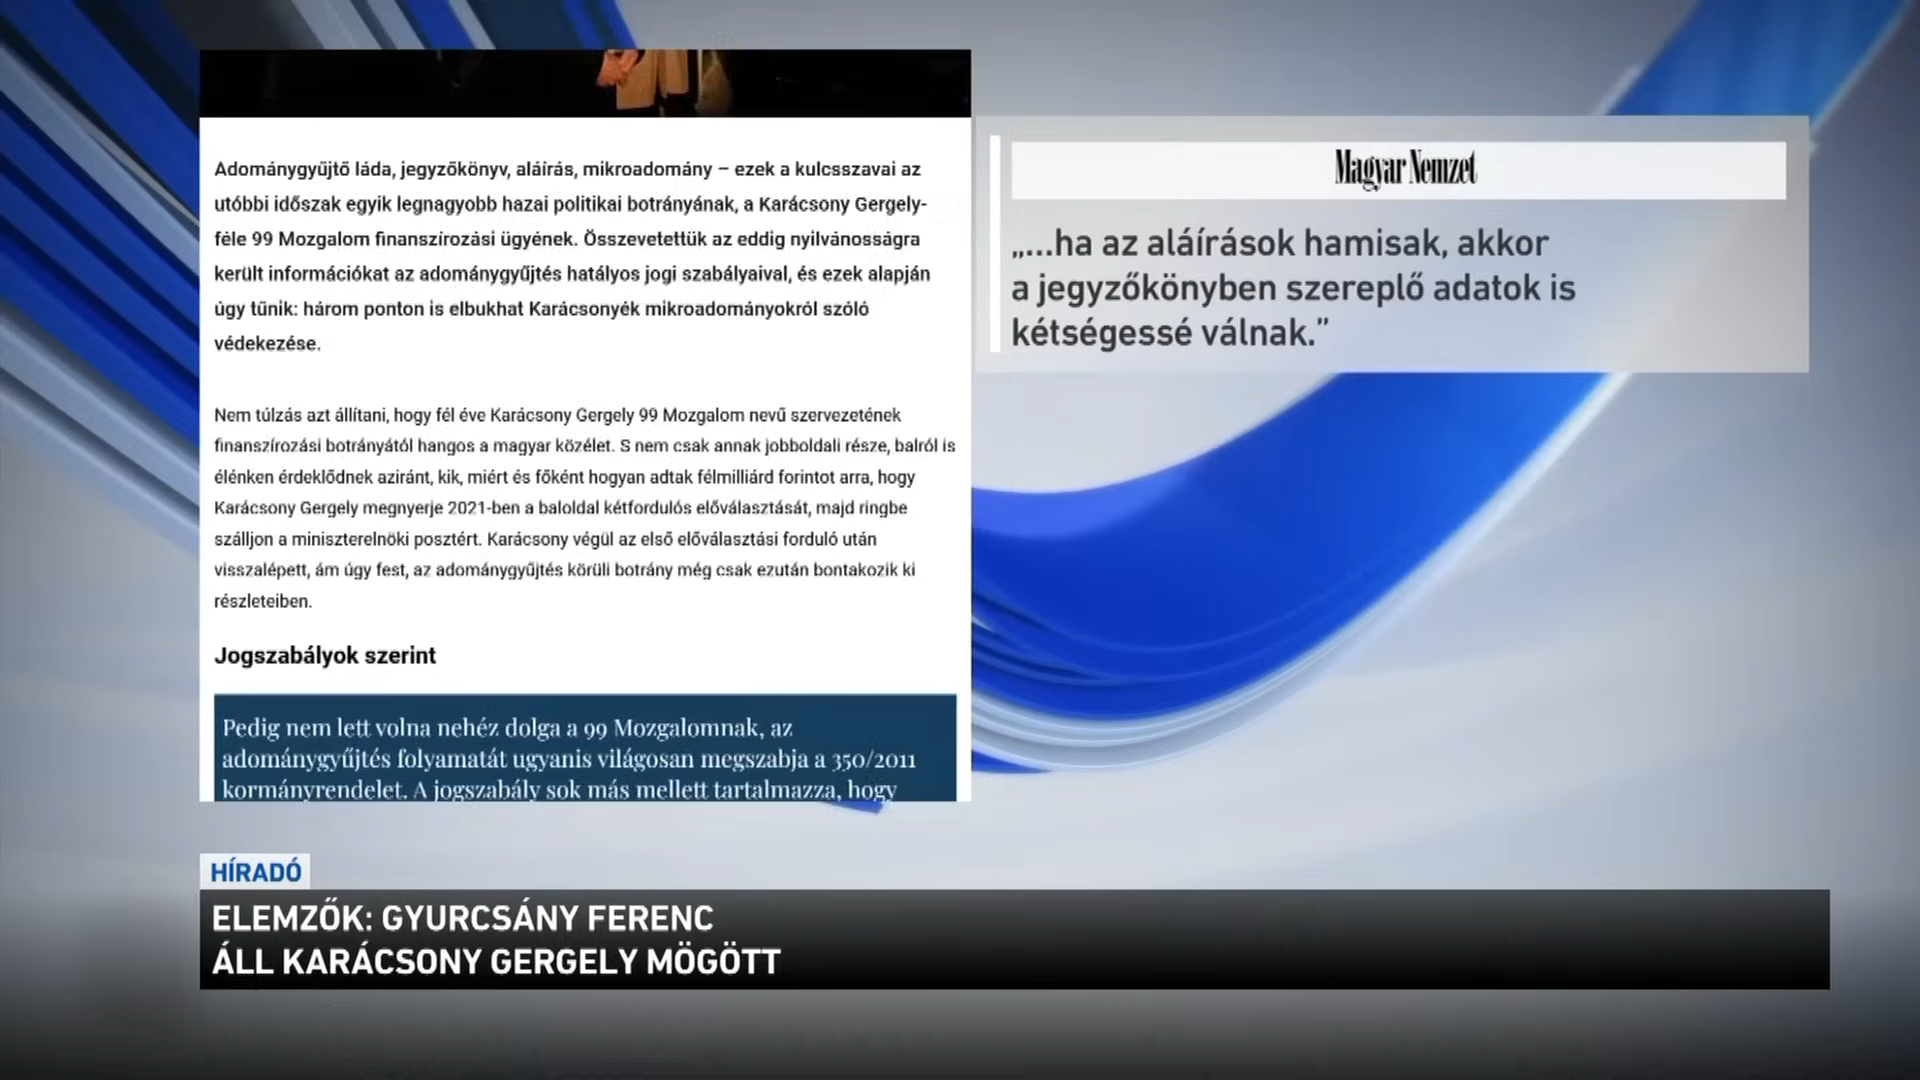 Adománygyűjtő láda, jegyzőkönyv, aláírás, mikroadomány – ezek a kulcsszavai az
utóbbi időszak egyik legnagyobb hazai politikai botrányának, a Karácsony Gergely-
féle 99 Mozgalom finanszírozási ügyének. Összevetettük az eddig nyilvánosságra
került információkat az adománygyűjtés hatályos jogi szabályaival, és ezek alapján
úgy tűnik: három ponton is elbukhat Karácsonyék mikroadományokról szóló
védekezése.
Nem túlzás azt állítani, hogy fél éve Karácsony Gergely 99 Mozgalom nevű szervezetének
finanszírozási botrányától hangos a magyar közélet. S nem csak annak jobboldali része, balról is
élénken érdeklődnek aziránt, kik, miért és főként hogyan adtak félmilliárd forintot arra, hogy
Karácsony Gergely megnyerje 2021-ben a baloldal kétfordulós előválasztását, majd ringbe
szálljon a miniszterelnöki posztért. Karácsony végül az első előválasztási forduló után
visszalépett, ám úgy fest, az adománygyűjtés körüli botrány még csak ezután bontakozik ki
részleteiben.
Jogszabályok szerint
Pedig nem lett volna nehéz dolga a 99 Mozgalomnak, az
adománygyűjtés folyamatát ugyanis világosan megszabja a 350/2011
kormányrendelet. A jogszabály sok más mellett tartalmazza, hogy
Magyar Nemzet
„...ha az aláírások hamisak, akkor
a jegyzőkönyben szereplő adatok is
kétségessé válnak.”
HÍRADÓ
ELEMZŐK: GYURCSÁNY FERENC
ÁLL KARÁCSONY GERGELY MÖGÖTT